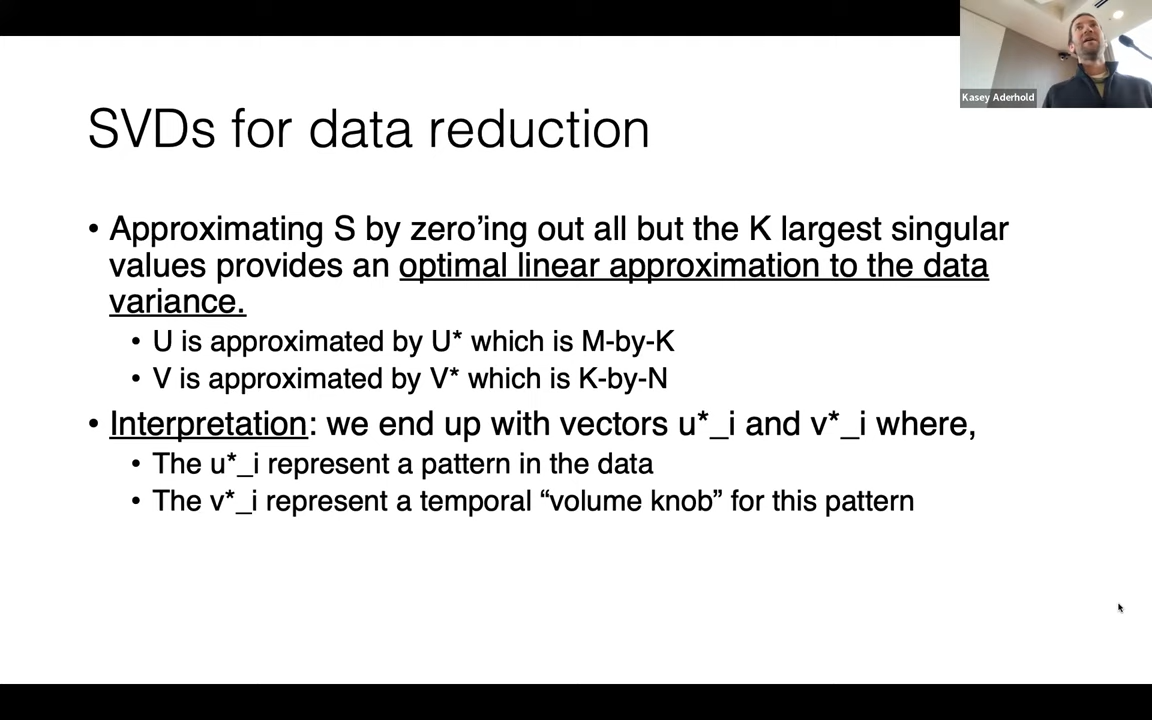 Kasey Aderhold
SVDs for data reduction
• Approximating S by zero'ing out all but the K largest singular
values provides an optimal linear approximation to the data
variance.
• U is approximated by U* which is M-by-K
• V is approximated by V* which is K-by-N
• Interpretation: we end up with vectors u*_i and v*_i where,
• The u*_i represent a pattern in the data
• The v*_i represent a temporal “volume knob” for this pattern